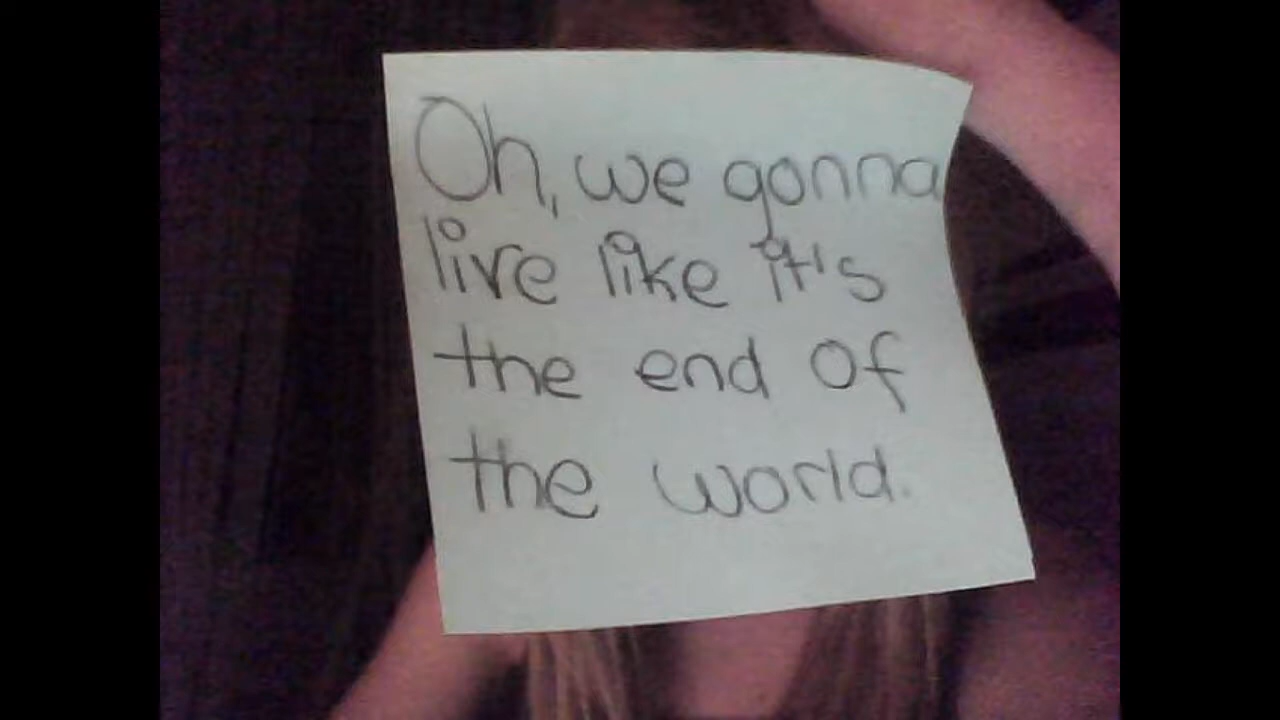 Oh, we gonna
live like it's
the end of
the world.